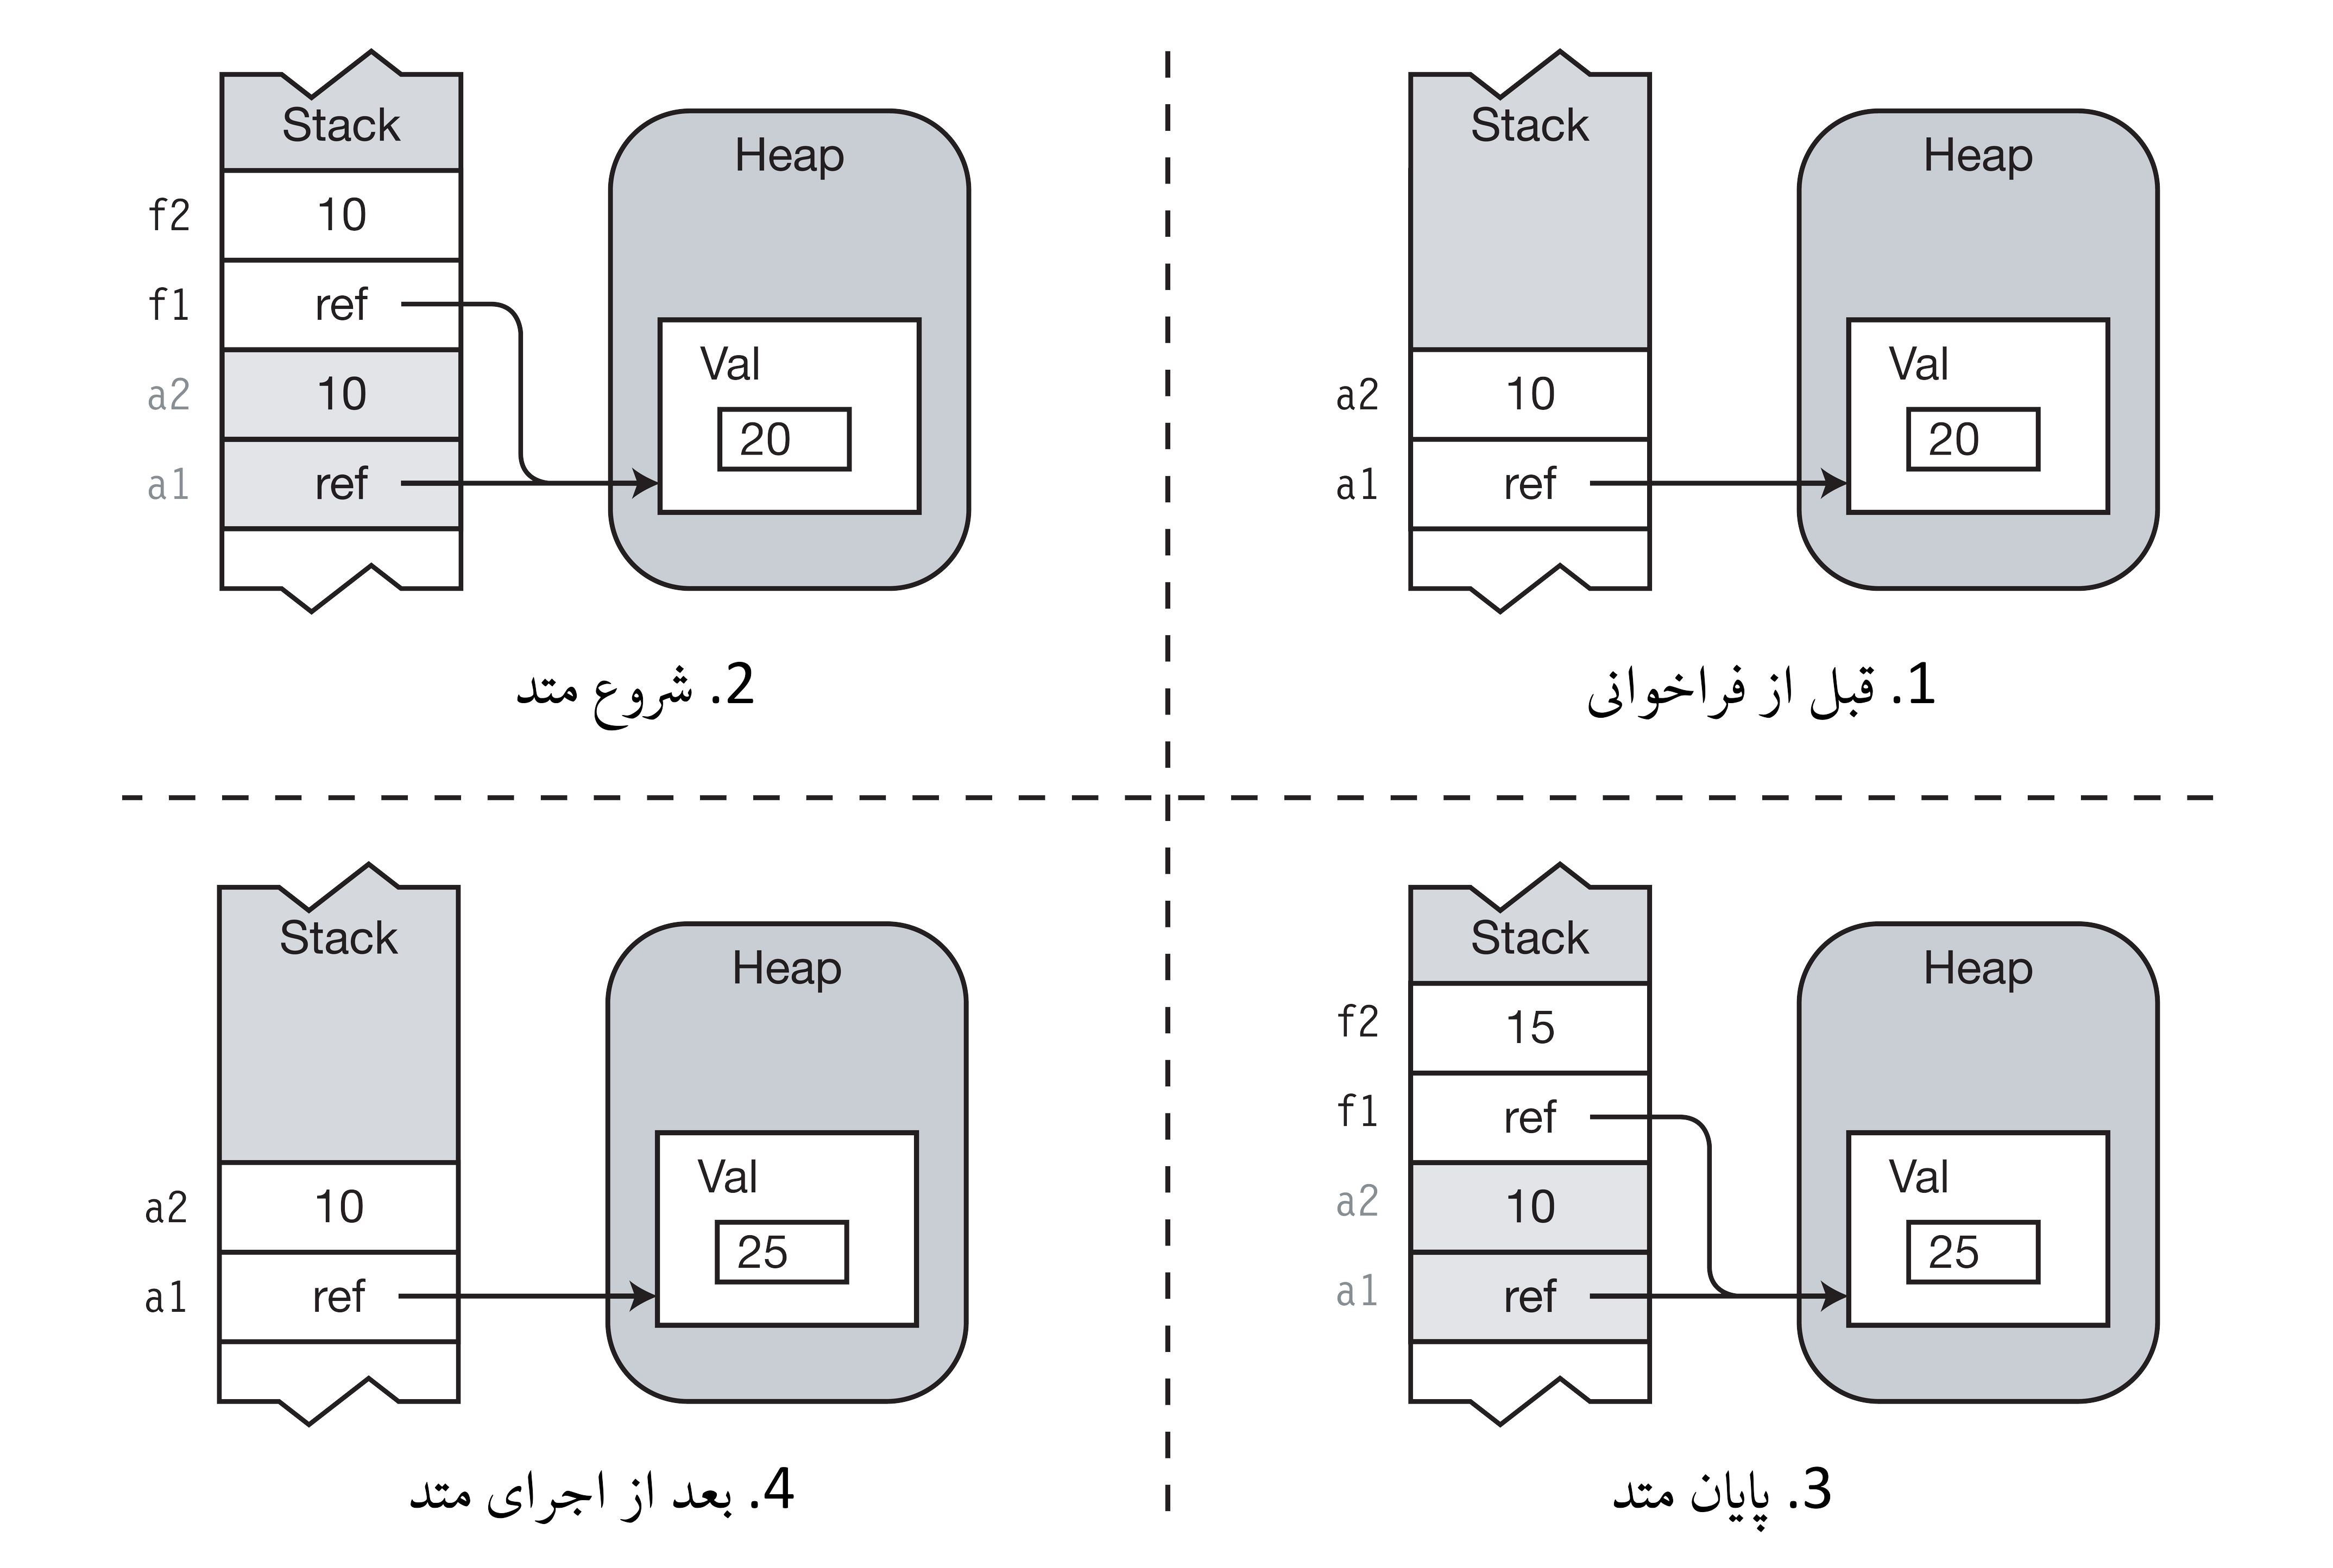 Stack
Heap
a2 10
Val
20
a1 ref
1. قبل از فراخوانی
Stack
Heap
f2 10
f1 ref
Val
a2 10
20
a1 ref
2. شروع متد
Stack
Heap
f2 15
f1 ref
Val
a2 10
25
a1 ref
3. پایان متد
Stack
Heap
Val
a2 10
25
a1 ref
4. بعد از اجرای متد